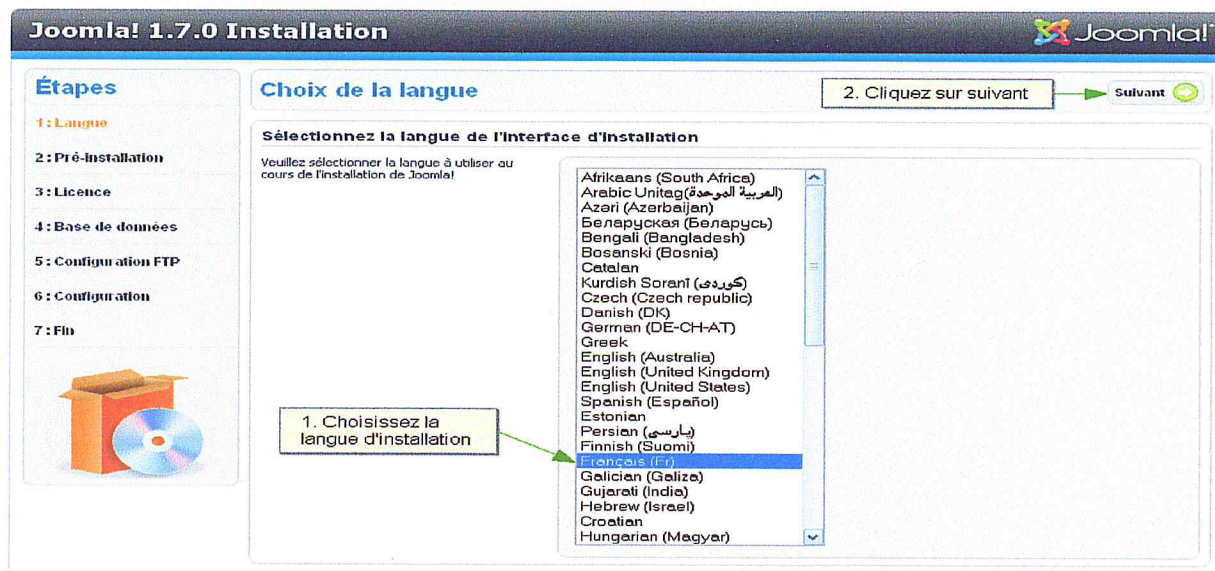 Joomla! 1.7.0 Installation
Joomla!
Étapes
1 : Langue
2 : Pré-installation
3 : Licence
4 : Base de données
5 : Configuration FTP
6 : Configuration
7 : Fin
Choix de la langue
2. Cliquez sur suivant
Suivant
Sélectionnez la langue de l'interface d'installation
Veuillez sélectionner la langue à utiliser au
cours de l'installation de Joomla!
1. Choisissez la
langue d'installation
Afrikaans (South Africa)
Arabic Unitag (العربية الموحدة)
Azəri (Azərbaijan)
Беларуская (Беларусь)
Bengali (Bangladesh)
Bosanski (Bosnia)
Catalan
Kurdish Soranî (کوردی)
Czech (Czech republic)
Danish (DK)
German (DE-CH-AT)
Greek
English (Australia)
English (United Kingdom)
English (United States)
Spanish (Español)
Estonian
Persian (پارسی)
Finnish (Suomi)
Français (Fr)
Galician (Galiza)
Gujarati (India)
Hebrew (Israel)
Croatian
Hungarian (Magyar)